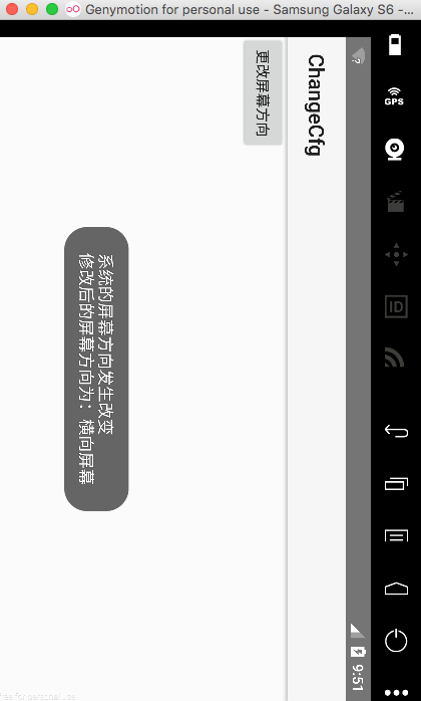 Genymotion for personal use - Samsung Galaxy S6 -...
GPS
ID
?
9:51
ChangeCfg
更改屏幕方向
系统的屏幕方向发生改变
修改后的屏幕方向为：横向屏幕
free for personal use